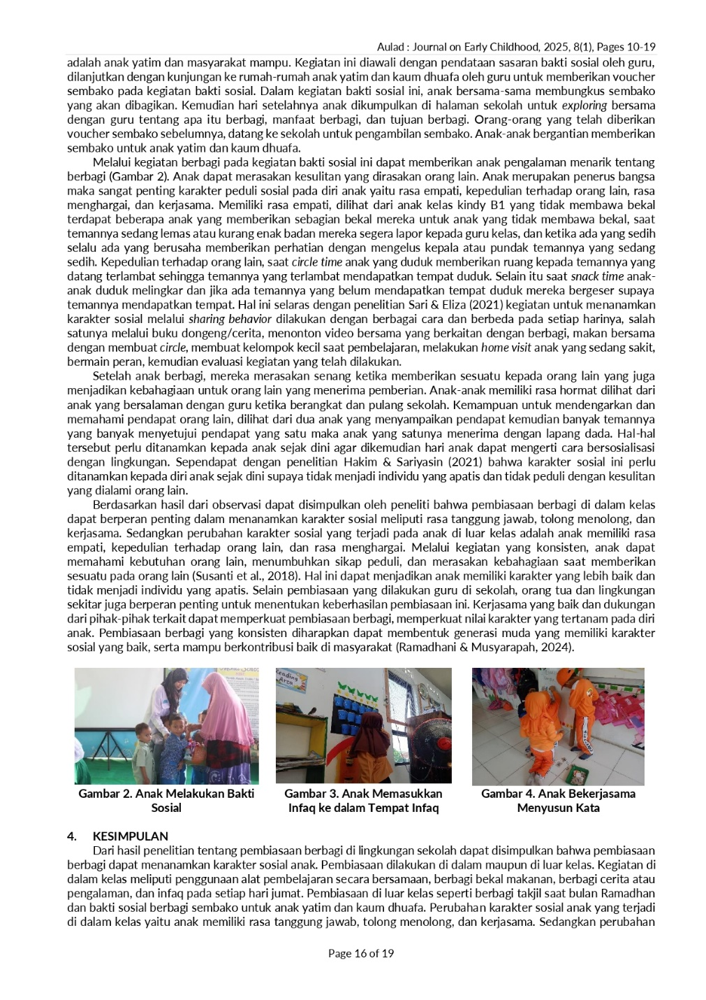 Aulad : Journal on Early Childhood, 2025, 8(1), Pages 10-19
adalah anak yatim dan masyarakat mampu. Kegiatan ini diawali dengan pendataan sasaran bakti sosial oleh guru,
dilanjutkan dengan kunjungan ke rumah-rumah anak yatim dan kaum dhuafa oleh guru untuk memberikan voucher
sembako pada kegiatan bakti sosial. Dalam kegiatan bakti sosial ini, anak bersama-sama membungkus sembako
yang akan dibagikan. Kemudian hari setelahnya anak dikumpulkan di halaman sekolah untuk exploring bersama
dengan guru tentang apa itu berbagi, manfaat berbagi, dan tujuan berbagi. Orang-orang yang telah diberikan
voucher sembako sebelumnya, datang ke sekolah untuk pengambilan sembako. Anak-anak bergantian memberikan
sembako untuk anak yatim dan kaum dhuafa.
Melalui kegiatan berbagi pada kegiatan bakti sosial ini dapat memberikan anak pengalaman menarik tentang
berbagi (Gambar 2). Anak dapat merasakan kesulitan yang dirasakan orang lain. Anak merupakan penerus bangsa
maka sangat penting karakter peduli sosial pada diri anak yaitu rasa empati, kepedulian terhadap orang lain, rasa
menghargai, dan kerjasama. Memiliki rasa empati, dilihat dari anak kelas kindy B1 yang tidak membawa bekal
terdapat beberapa anak yang memberikan sebagian bekal mereka untuk anak yang tidak membawa bekal, saat
temannya sedang lemas atau kurang enak badan mereka segera lapor kepada guru kelas, dan ketika ada yang sedih
selalu ada yang berusaha memberikan perhatian dengan mengelus kepala atau pundak temannya yang sedang
sedih. Kepedulian terhadap orang lain, saat circle time anak yang duduk memberikan ruang kepada temannya yang
datang terlambat sehingga temannya yang terlambat mendapatkan tempat duduk. Selain itu saat snack time anak-
anak duduk melingkar dan jika ada temannya yang belum mendapatkan tempat duduk mereka bergeser supaya
temannya mendapatkan tempat. Hal ini selaras dengan penelitian Sari & Eliza (2021) kegiatan untuk menanamkan
karakter sosial melalui sharing behavior dilakukan dengan berbagai cara dan berbeda pada setiap harinya, salah
satunya melalui buku dongeng/cerita, menonton video bersama yang berkaitan dengan berbagi, makan bersama
dengan membuat circle, membuat kelompok kecil saat pembelajaran, melakukan home visit anak yang sedang sakit,
bermain peran, kemudian evaluasi kegiatan yang telah dilakukan.
Setelah anak berbagi, mereka merasakan senang ketika memberikan sesuatu kepada orang lain yang juga
menjadikan kebahagiaan untuk orang lain yang menerima pemberian. Anak-anak memiliki rasa hormat dilihat dari
anak yang bersalaman dengan guru ketika berangkat dan pulang sekolah. Kemampuan untuk mendengarkan dan
memahami pendapat orang lain, dilihat dari dua anak yang menyampaikan pendapat kemudian banyak temannya
yang banyak menyetujui pendapat yang satu maka anak yang satunya menerima dengan lapang dada. Hal-hal
tersebut perlu ditanamkan kepada anak sejak dini agar dikemudian hari anak dapat mengerti cara bersosialisasi
dengan lingkungan. Sependapat dengan penelitian Hakim & Sariyasin (2021) bahwa karakter sosial ini perlu
ditanamkan kepada diri anak sejak dini supaya tidak menjadi individu yang apatis dan tidak peduli dengan kesulitan
yang dialami orang lain.
Berdasarkan hasil dari observasi dapat disimpulkan oleh peneliti bahwa pembiasaan berbagi di dalam kelas
dapat berperan penting dalam menanamkan karakter sosial meliputi rasa tanggung jawab, tolong menolong, dan
kerjasama. Sedangkan perubahan karakter sosial yang terjadi pada anak di luar kelas adalah anak memiliki rasa
empati, kepedulian terhadap orang lain, dan rasa menghargai. Melalui kegiatan yang konsisten, anak dapat
memahami kebutuhan orang lain, menumbuhkan sikap peduli, dan merasakan kebahagiaan saat memberikan
sesuatu pada orang lain (Susanti et al., 2018). Hal ini dapat menjadikan anak memiliki karakter yang lebih baik dan
tidak menjadi individu yang apatis. Selain pembiasaan yang dilakukan guru di sekolah, orang tua dan lingkungan
sekitar juga berperan penting untuk menentukan keberhasilan pembiasaan ini. Kerjasama yang baik dan dukungan
dari pihak-pihak terkait dapat memperkuat pembiasaan berbagi, memperkuat nilai karakter yang tertanam pada diri
anak. Pembiasaan berbagi yang konsisten diharapkan dapat membentuk generasi muda yang memiliki karakter
sosial yang baik, serta mampu berkontribusi baik di masyarakat (Ramadhani & Musyarapah, 2024).
Reading
Area
Gambar 2. Anak Melakukan Bakti
Sosial
Gambar 3. Anak Memasukkan
Infaq ke dalam Tempat Infaq
Gambar 4. Anak Bekerjasama
Menyusun Kata
4. KESIMPULAN
Dari hasil penelitian tentang pembiasaan berbagi di lingkungan sekolah dapat disimpulkan bahwa pembiasaan
berbagi dapat menanamkan karakter sosial anak. Pembiasaan dilakukan di dalam maupun di luar kelas. Kegiatan di
dalam kelas meliputi penggunaan alat pembelajaran secara bersamaan, berbagi bekal makanan, berbagi cerita atau
pengalaman, dan infaq pada setiap hari jumat. Pembiasaan di luar kelas seperti berbagi takjil saat bulan Ramadhan
dan bakti sosial berbagi sembako untuk anak yatim dan kaum dhuafa. Perubahan karakter sosial anak yang terjadi
di dalam kelas yaitu anak memiliki rasa tanggung jawab, tolong menolong, dan kerjasama. Sedangkan perubahan
Page 16 of 19